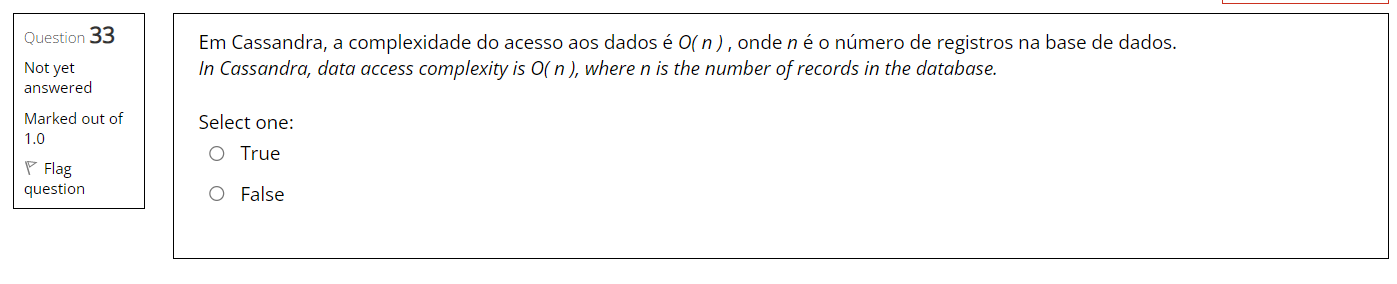 Question 33
Not yet
answered
Marked out of
1.0
Flag
question
Em Cassandra, a complexidade do acesso aos dados é O( n ) , onde n é o número de registros na base de dados.
In Cassandra, data access complexity is O( n ), where n is the number of records in the database.
Select one:
True
False